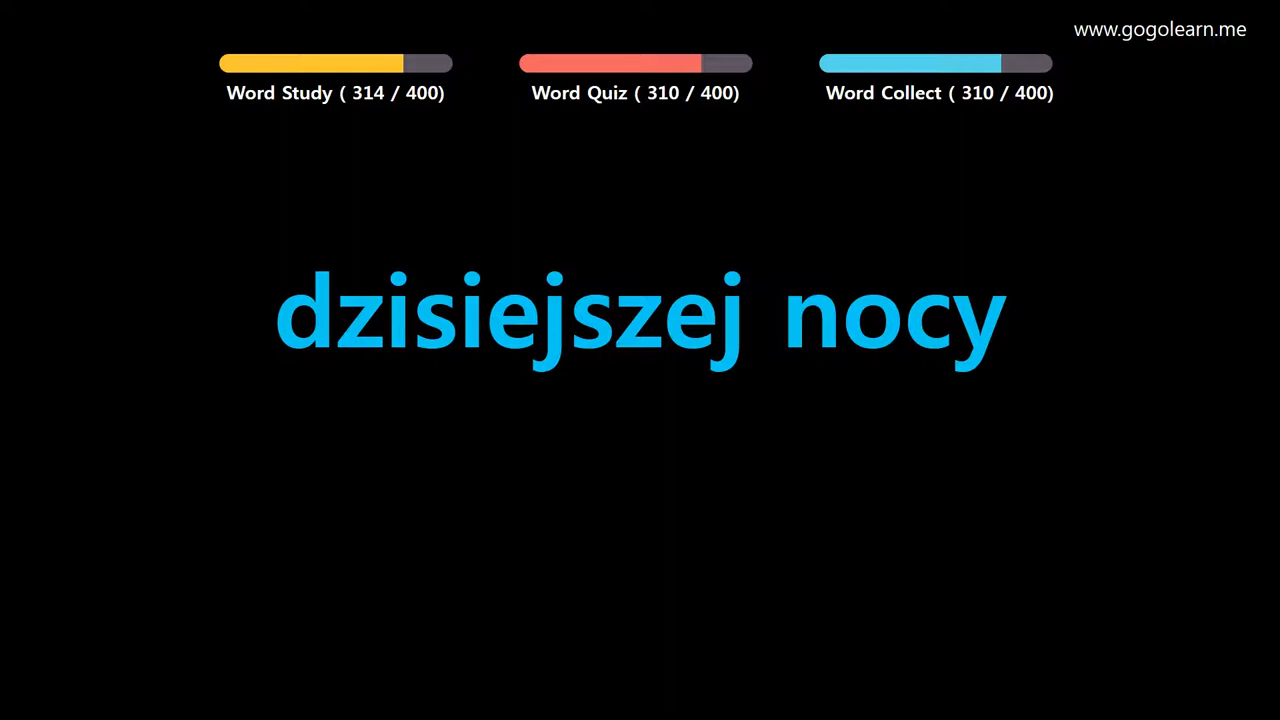 www.gogolearn.me
Word Study ( 314 / 400)
Word Quiz ( 310 / 400)
Word Collect ( 310 / 400)
dzisiejszej nocy